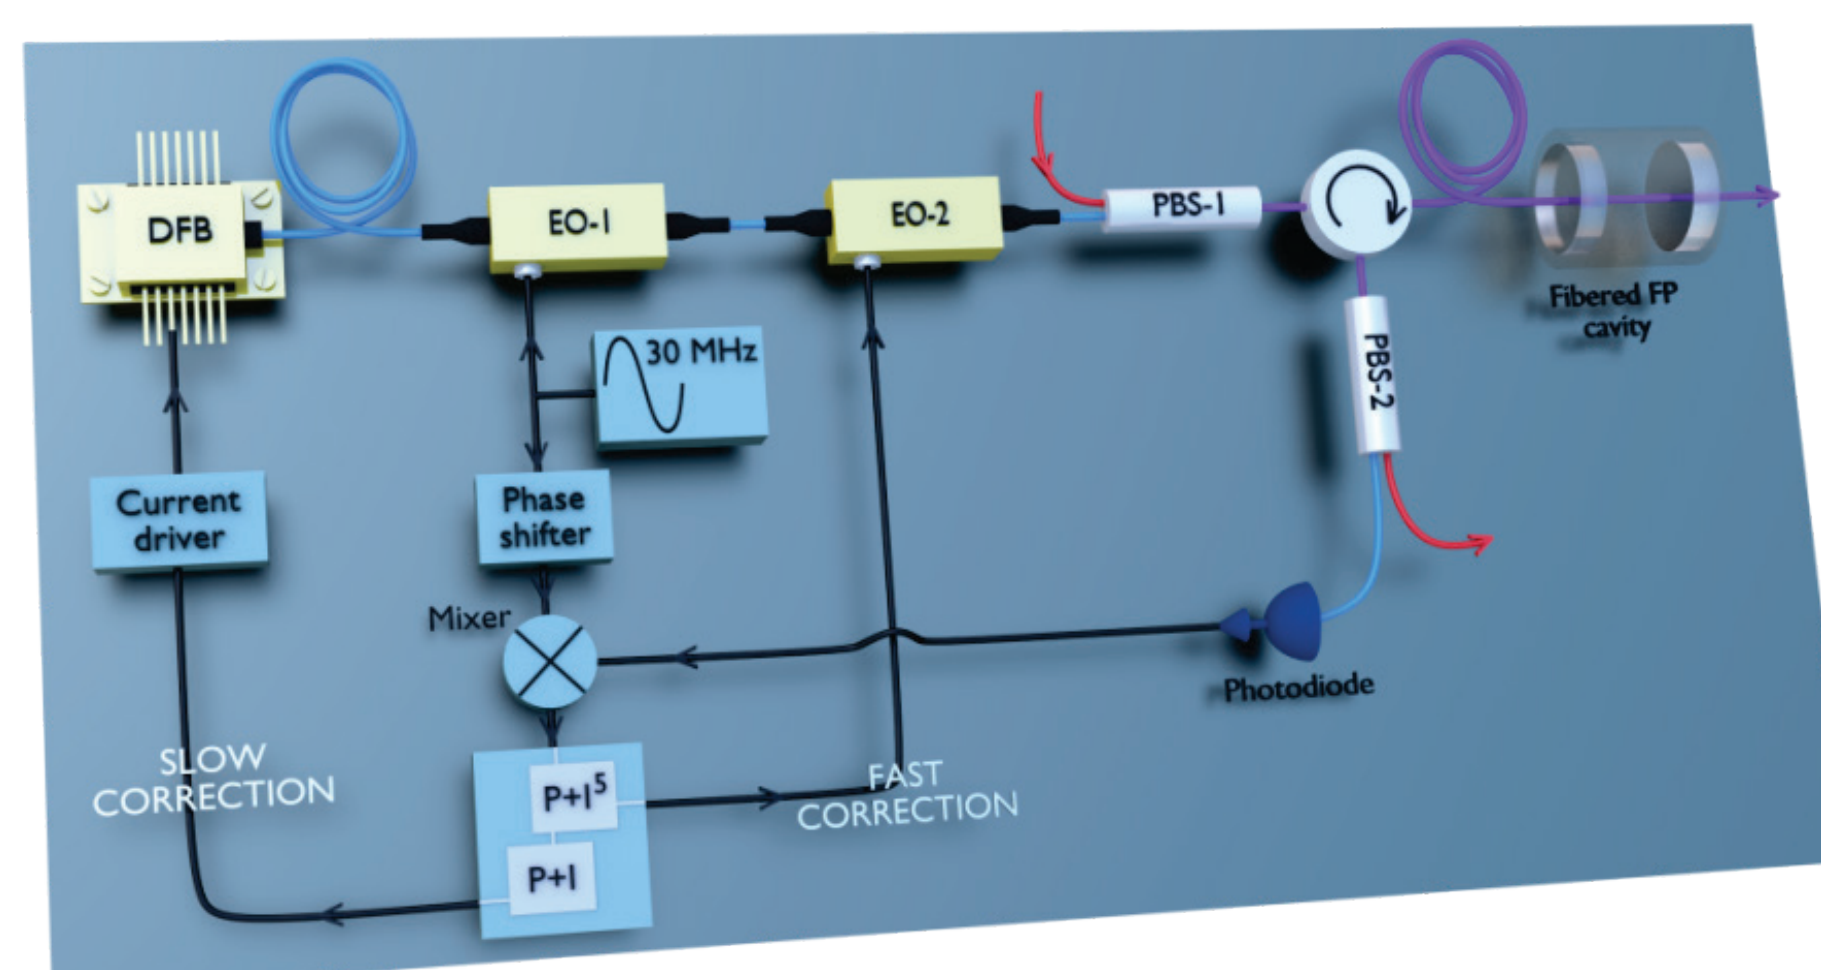 DFB
EO-1
EO-2
PBS-1
Fibered FP
cavity
30 MHz
PBS-2
Current
driver
Phase
shifter
Mixer
Photodiode
SLOW
CORRECTION
P+I⁵
FAST
CORRECTION
P+I